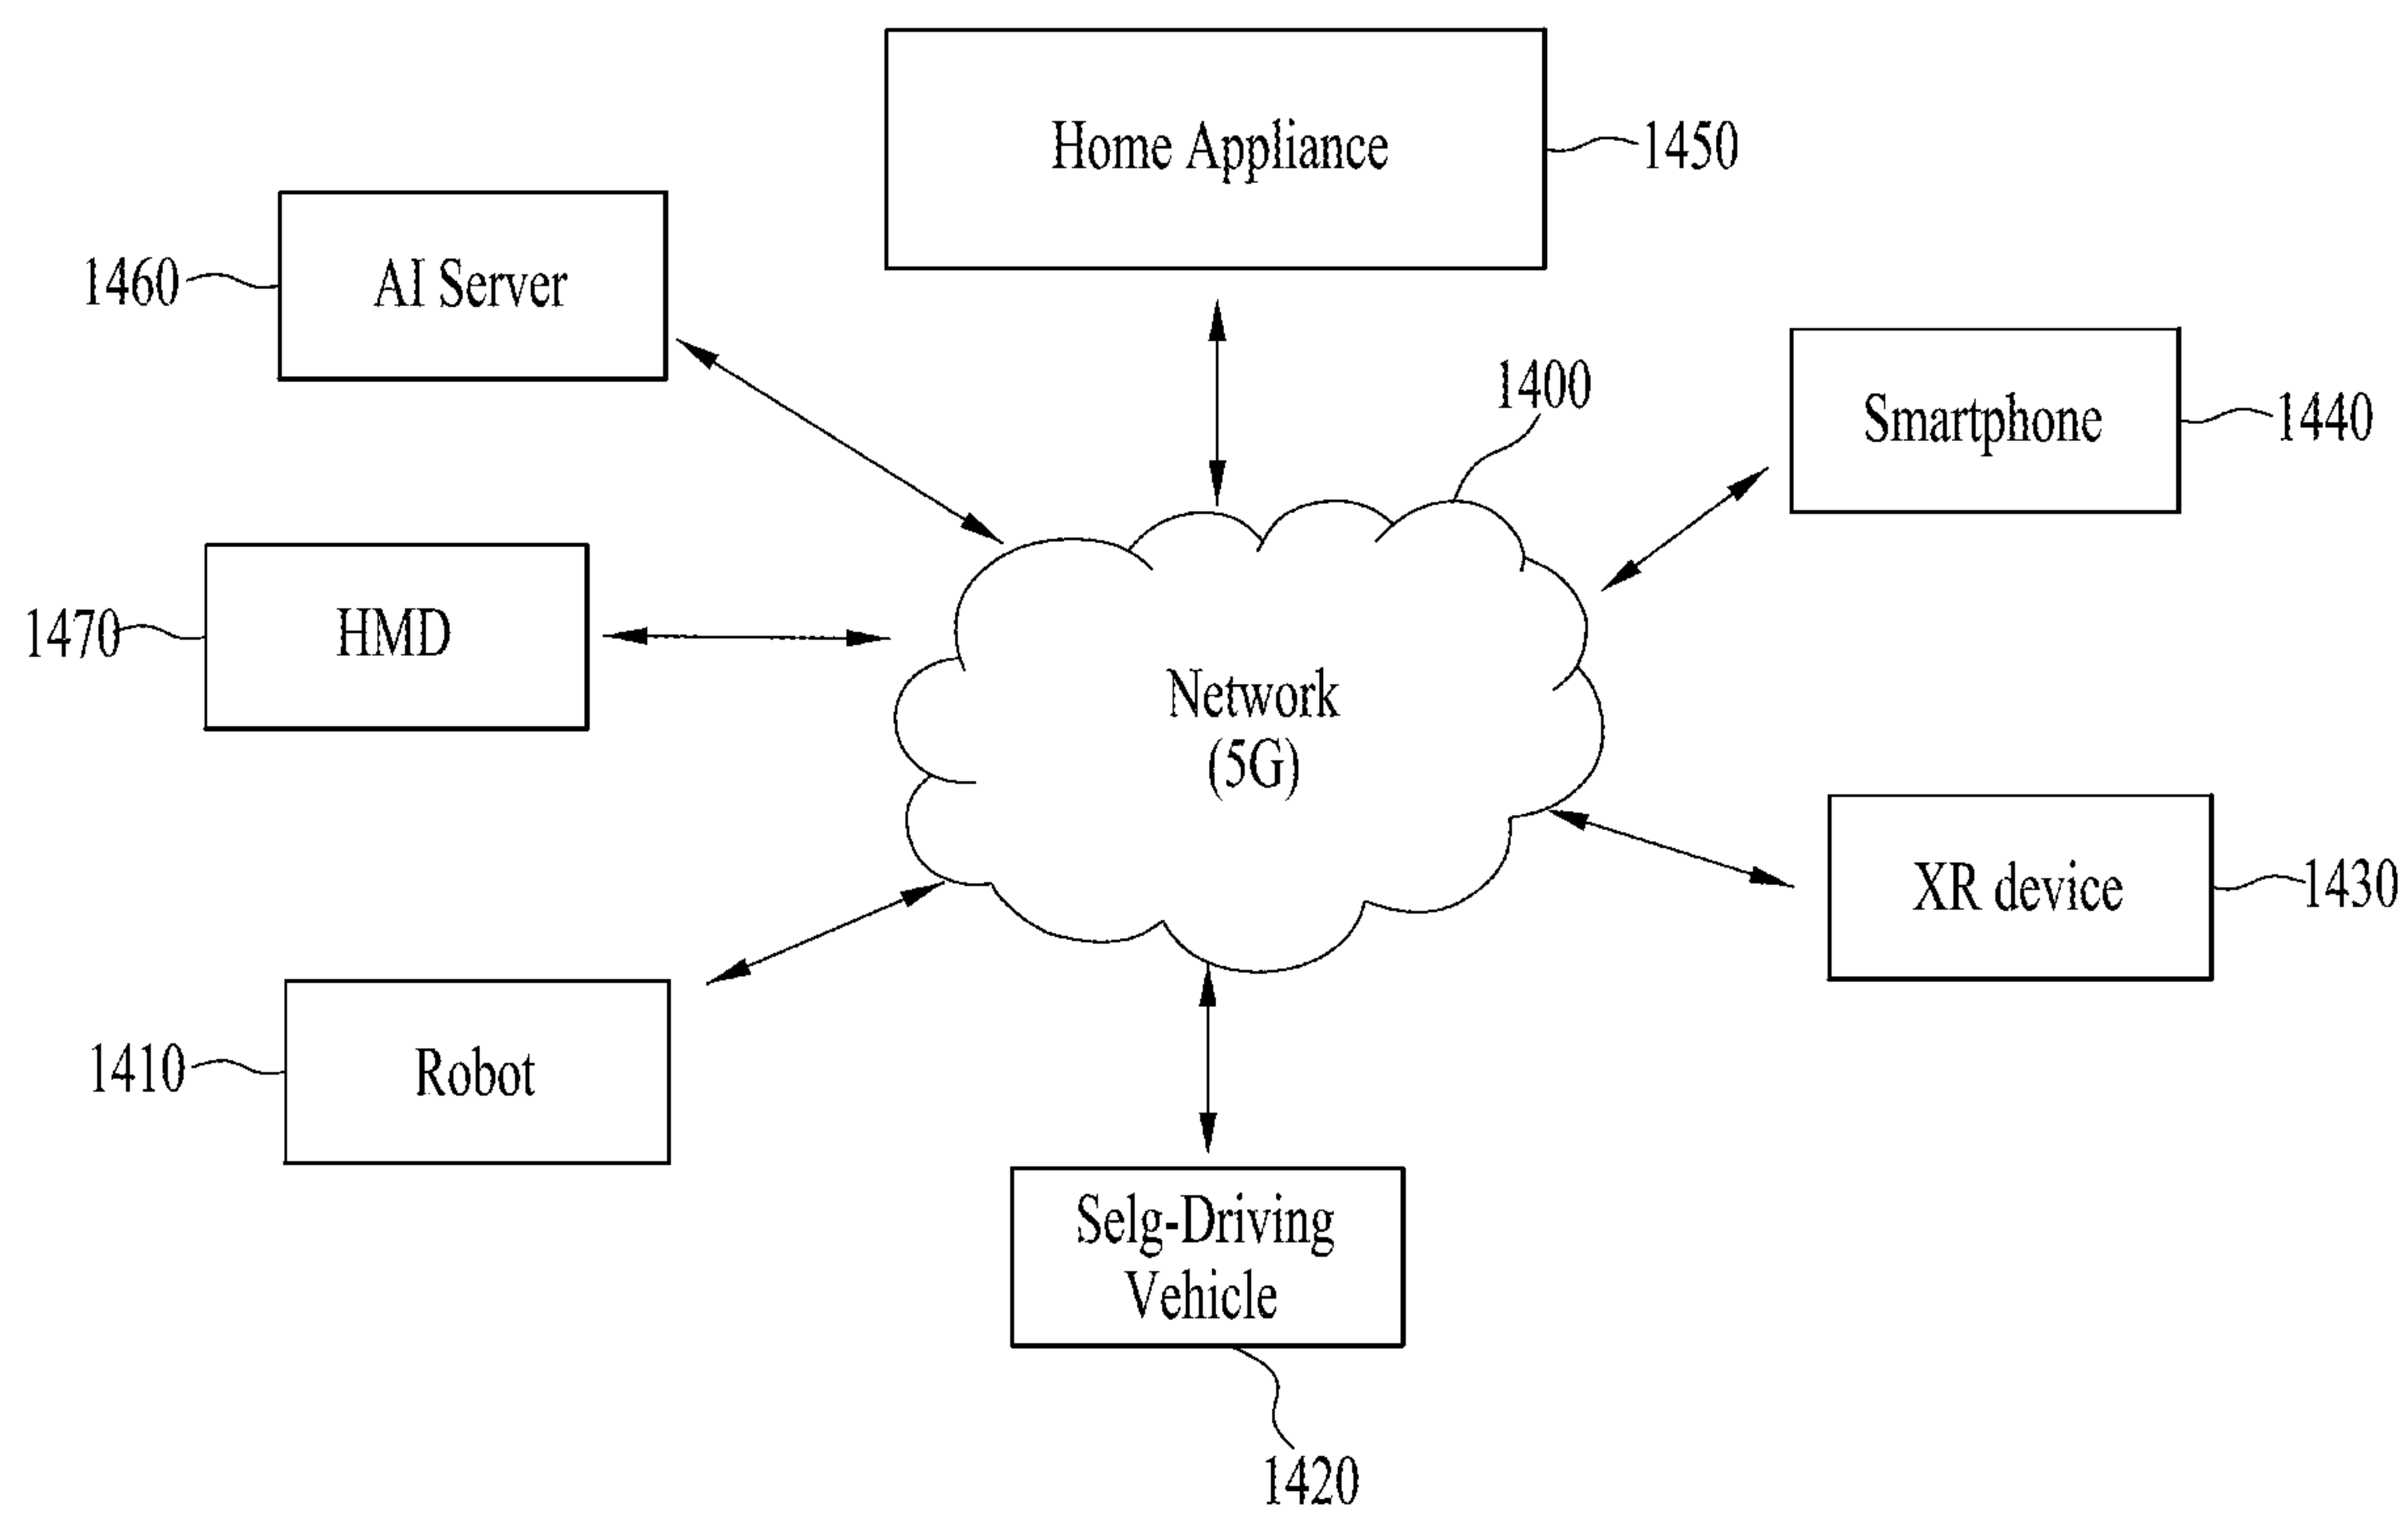 Home Appliance
1450
AI Server
1460
1400
Smartphone
1440
HMD
1470
Network
(5G)
XR device
1430
Robot
1410
Selg-Driving
Vehicle
1420